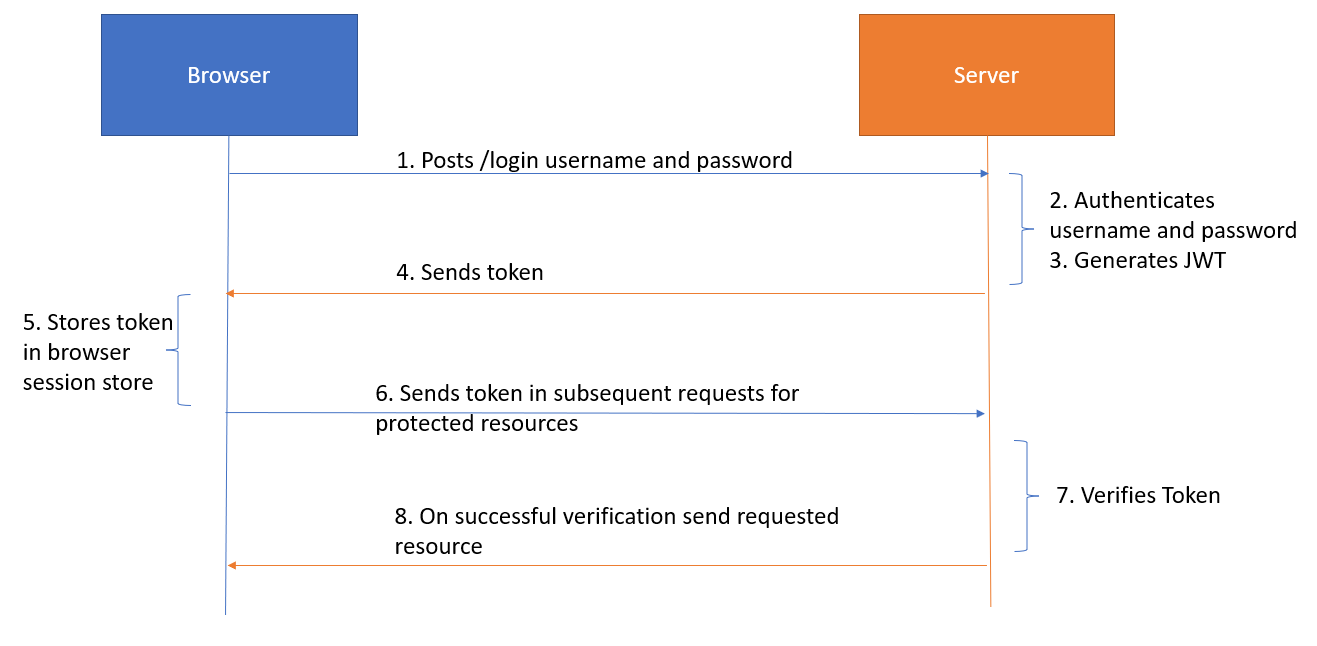 Browser
Server
1. Posts /login username and password
2. Authenticates
username and password
3. Generates JWT
4. Sends token
5. Stores token
in browser
session store
6. Sends token in subsequent requests for
protected resources
7. Verifies Token
8. On successful verification send requested
resource